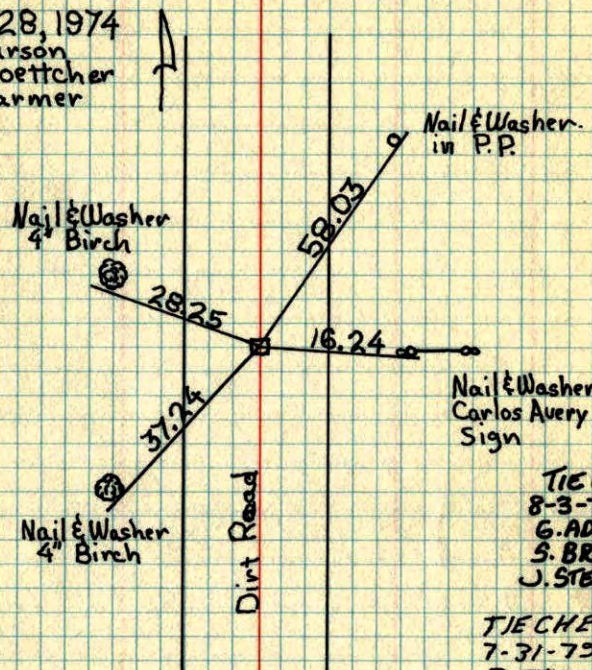 28, 1974
arson
oettcher
armer
Nail & Washer
in P.P.
58.03
Nail & Washer
4" Birch
28.25
16.24
Nail & Washer
Carlos Avery
Sign
37.24
Nail & Washer
4" Birch
Dirt Road
TIE
8-3-7
G. AD
S. BR
J. STE
TIE CHE
7-31-79